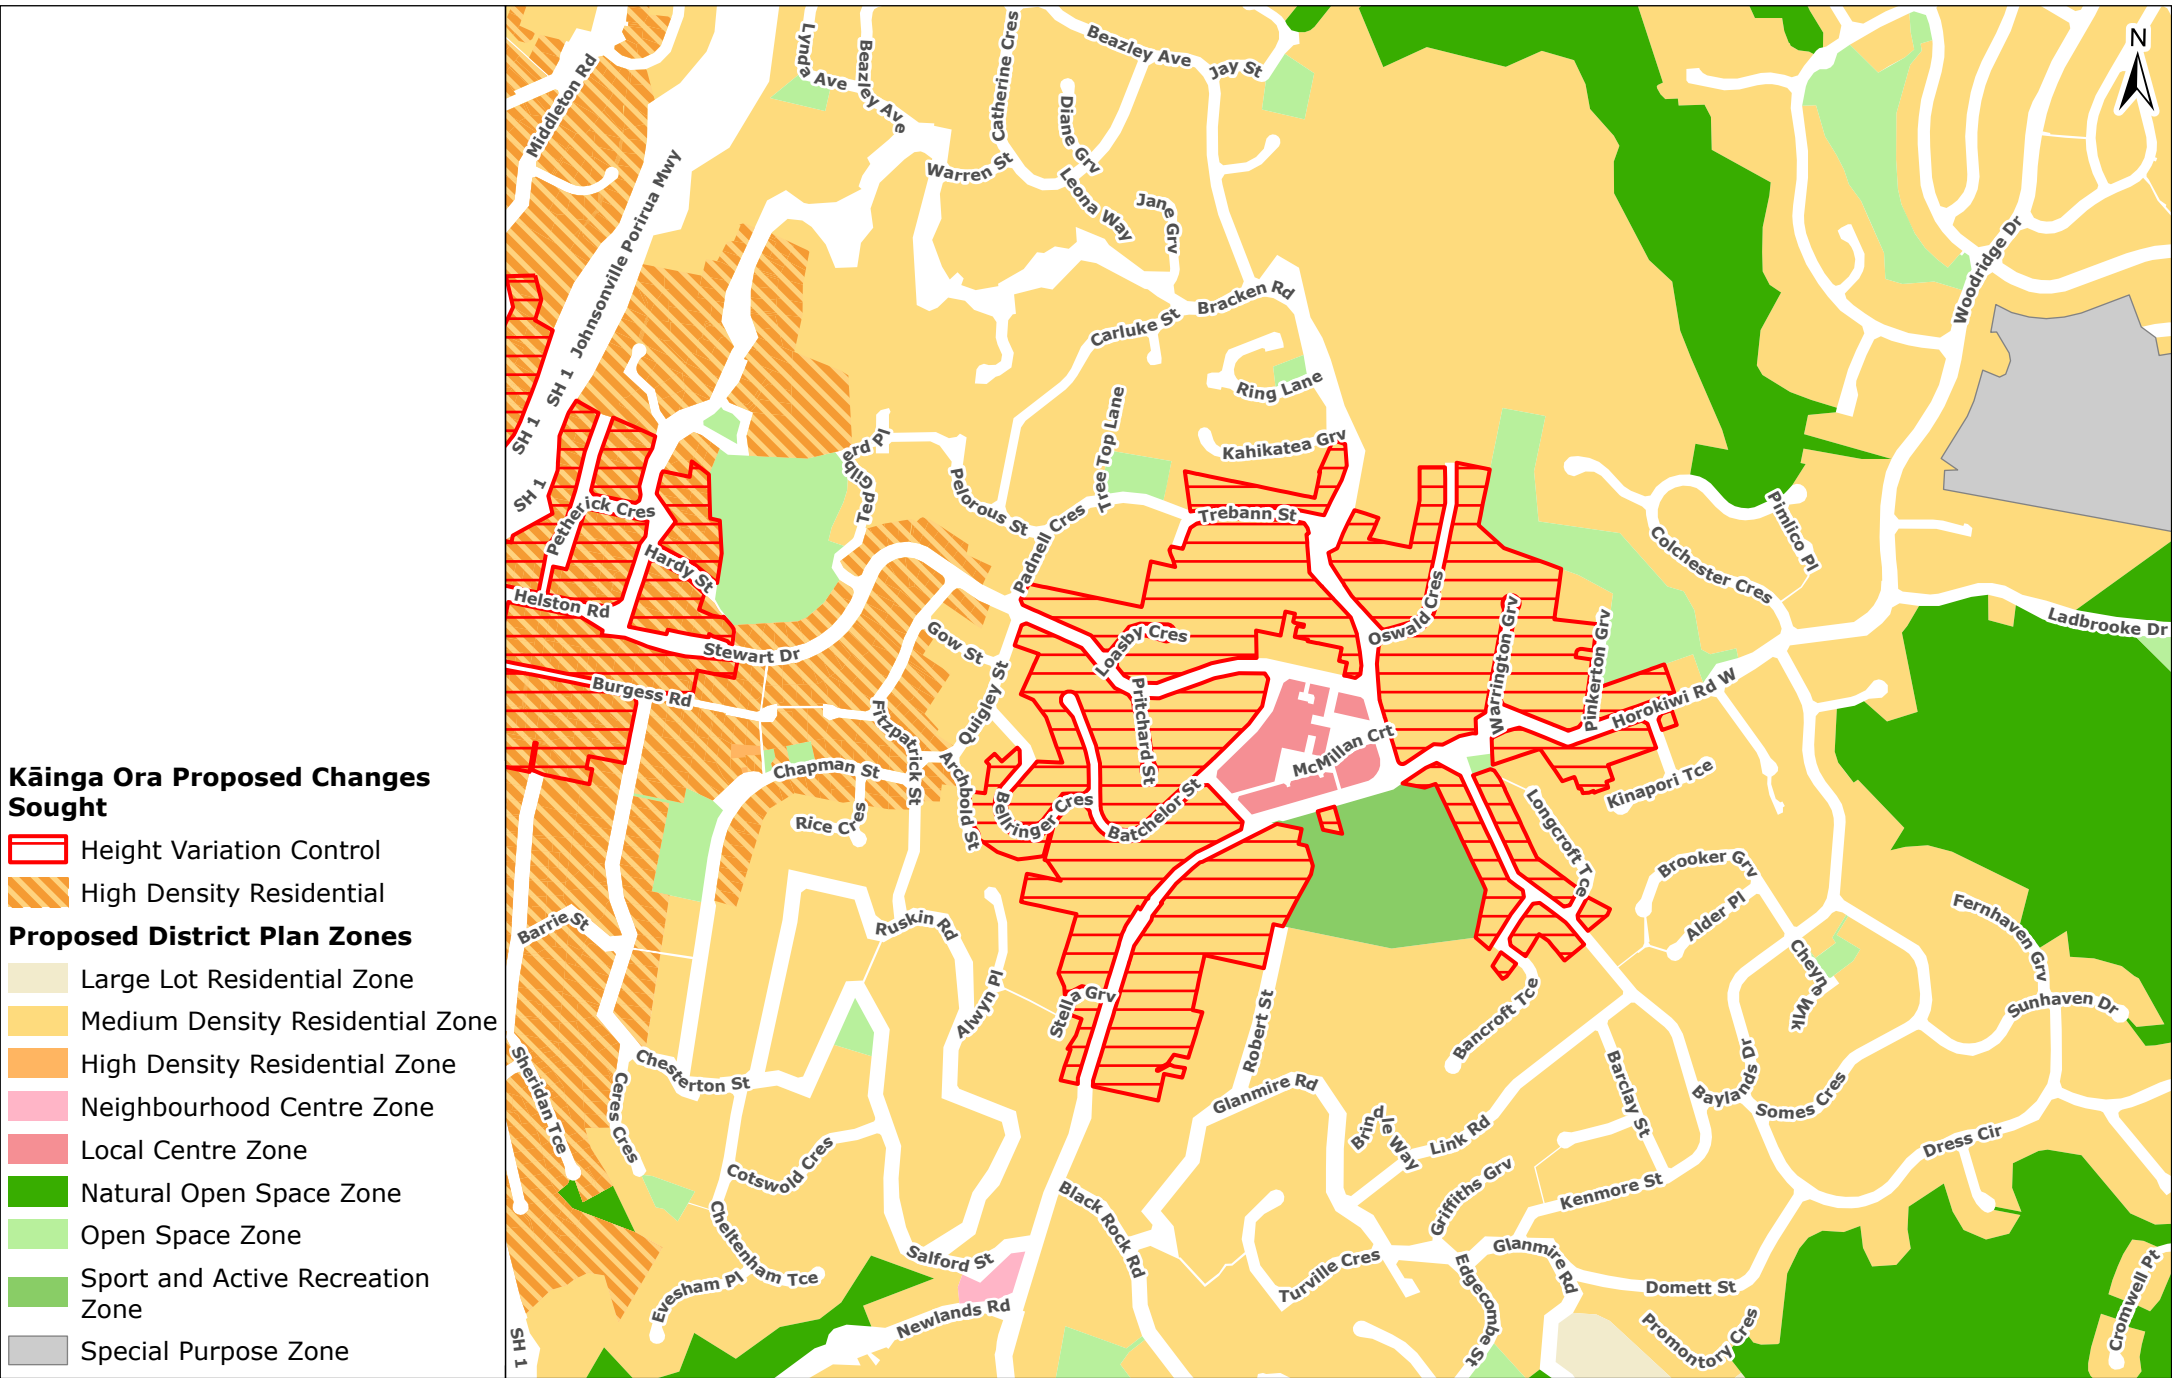 Kāinga Ora Proposed Changes
Sought
Height Variation Control
High Density Residential
Proposed District Plan Zones
Large Lot Residential Zone
Medium Density Residential Zone
High Density Residential Zone
Neighbourhood Centre Zone
Local Centre Zone
Natural Open Space Zone
Open Space Zone
Sport and Active Recreation
Zone
Special Purpose Zone
N
Middleton Rd
Lynda Ave
Beazley Ave
Catherine Cres
Beazley Ave
Jay St
Diane Grv
Warren St
Leona Way
Jane Grv
SH 1 Johnsonville Porirua Mwy
SH 1
SH 1
Bracken Rd
Carluke St
Ring Lane
Woodridge Dr
Tree Top Lane
Kahikatea Grv
Ted Gilberd Pl
Pelorous St
Padnell Cres
Trebann St
Petherick Cres
Hardy St
Helston Rd
Stewart Dr
Burgess Rd
Gow St
Quigley St
Loasby Cres
Pritchard St
Oswald Cres
Warrington Grv
Pinkerton Grv
Colchester Cres
Pimlico Pl
Ladbrooke Dr
Horokiwi Rd W
Fitzpatrick St
Chapman St
Rice Cres
Archbold St
Bellringer Cres
Batchelor St
McMillan Crt
Kinapori Tce
Longcroft Tce
Brooker Grv
Alder Pl
Cheyne Wlk
Fernhaven Grv
Sunhaven Dr
Barrie St
Ruskin Rd
Alwyn Pl
Stella Grv
Robert St
Bancroft Tce
Baylands Dr
Somes Cres
Barclay St
Sheridan Tce
Ceres Cres
Chesterton St
Cotswold Cres
Glanmire Rd
Brindle Way
Link Rd
Griffiths Grv
Kenmore St
Dress Cir
Cheltenham Tce
Evesham Pl
Salford St
Newlands Rd
Black Rock Rd
Turville Cres
Glanmire Rd
Edgecombe St
Domett St
Promontory Cres
Cromwell Pt
SH 1